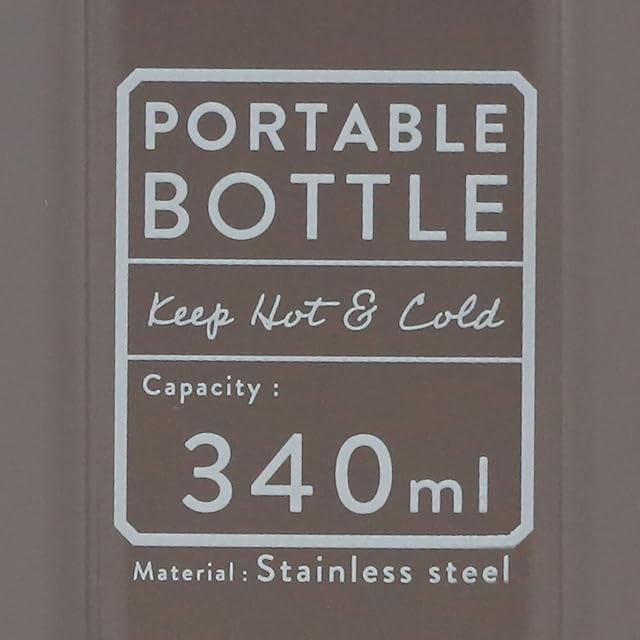 PORTABLE
BOTTLE
Keep Hot & Cold
Capacity :
340ml
Material : Stainless steel